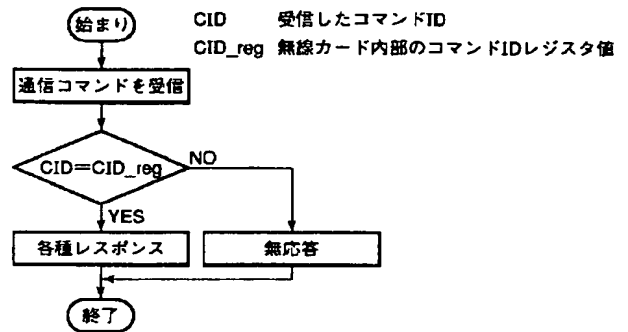 始まり
CID 受信したコマンドID
CID_reg 無線カード内部のコマンドIDレジスタ値
通信コマンドを受信
CID=CID_reg
NO
YES
各種レスポンス
無応答
終了